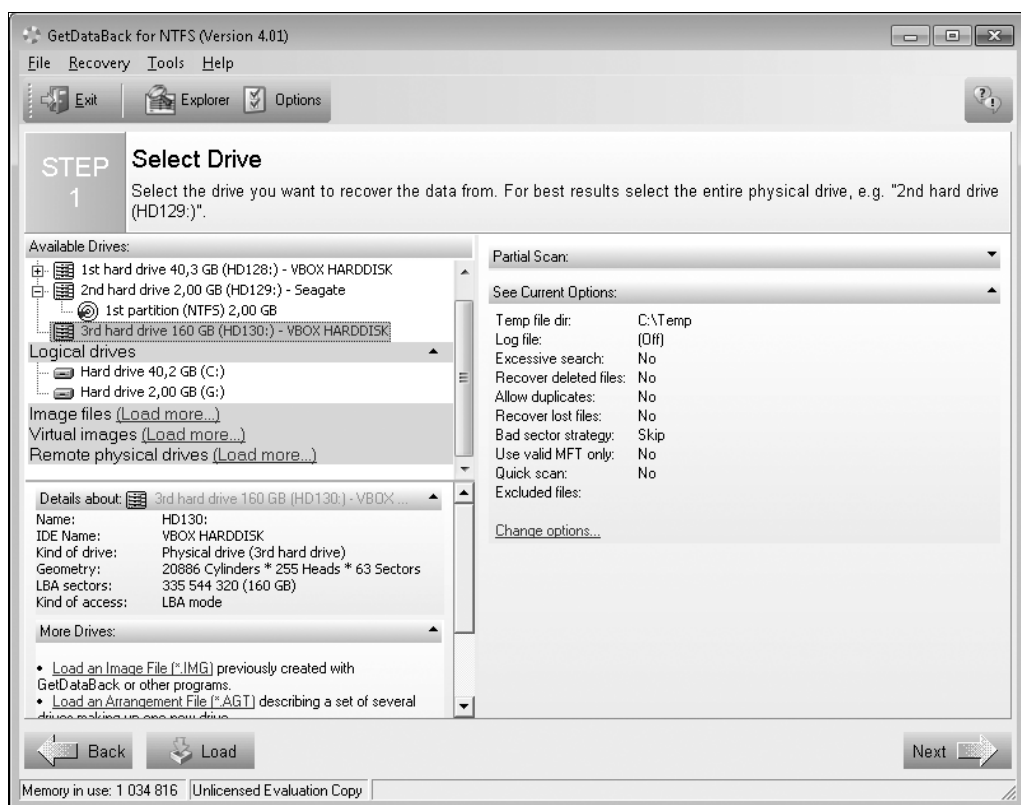 GetDataBack for NTFS (Version 4.01)
File Recovery Tools Help
Exit Explorer Options
STEP
1
Select Drive
Select the drive you want to recover the data from. For best results select the entire physical drive, e.g. "2nd hard drive
(HD129:)".
Available Drives:
1st hard drive 40,3 GB (HD128:) - VBOX HARDDISK
2nd hard drive 2,00 GB (HD129:) - Seagate
1st partition (NTFS) 2,00 GB
3rd hard drive 160 GB (HD130:) - VBOX HARDDISK
Logical drives
Hard drive 40,2 GB (C:)
Hard drive 2,00 GB (G:)
Image files (Load more...)
Virtual images (Load more...)
Remote physical drives (Load more...)
Details about: 3rd hard drive 160 GB (HD130:) - VBOX ...
Name: HD130:
IDE Name: VBOX HARDDISK
Kind of drive: Physical drive (3rd hard drive)
Geometry: 20886 Cylinders * 255 Heads * 63 Sectors
LBA sectors: 335 544 320 (160 GB)
Kind of access: LBA mode
More Drives:
• Load an Image File (*.IMG) previously created with
GetDataBack or other programs.
• Load an Arrangement File (*.AGT) describing a set of several
drives making up one new drive
Partial Scan:
See Current Options:
Temp file dir: C:\Temp
Log file: (Off)
Excessive search: No
Recover deleted files: No
Allow duplicates: No
Recover lost files: No
Bad sector strategy: Skip
Use valid MFT only: No
Quick scan: No
Excluded files:
Change options...
Back Load Next
Memory in use: 1 034 816 Unlicensed Evaluation Copy